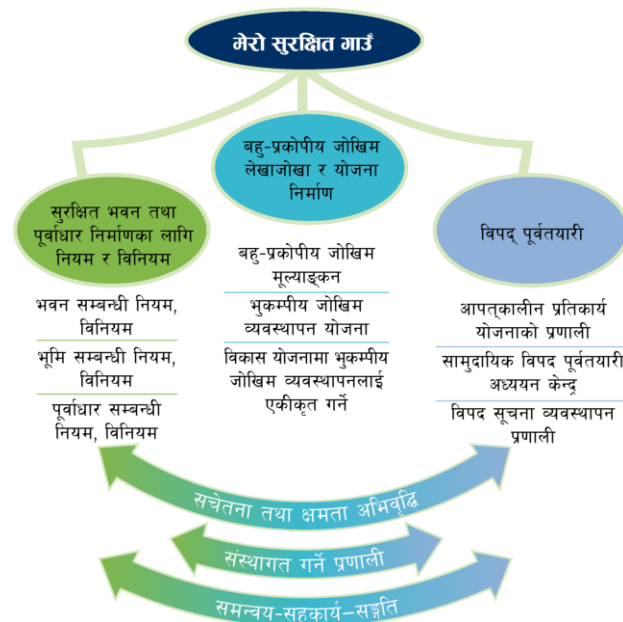 मेरो सुरक्षित गाउँ
बहु-प्रकोपीय जोखिम
लेखाजोखा र योजना
निर्माण
सुरक्षित भवन तथा
पूर्वाधार निर्माणका लागि
नियम र विनियम
विपद् पूर्वतयारी
भवन सम्बन्धी नियम,
विनियम
भूमि सम्बन्धी नियम,
विनियम
पूर्वाधार सम्बन्धी
नियम, विनियम
बहु-प्रकोपीय जोखिम
मूल्याङ्कन
भुकम्पीय जोखिम
व्यवस्थापन योजना
विकास योजनामा भुकम्पीय
जोखिम व्यवस्थापनलाई
एकीकृत गर्ने
आपत्कालीन प्रतिकार्य
योजनाको प्रणाली
सामुदायिक विपद पूर्वतयारी
अध्ययन केन्द्र
विपद सूचना व्यवस्थापन
प्रणाली
सचेतना तथा क्षमता अभिवृद्धि
संस्थागत गर्ने प्रणाली
समन्वय-सहकार्य–सङ्गति